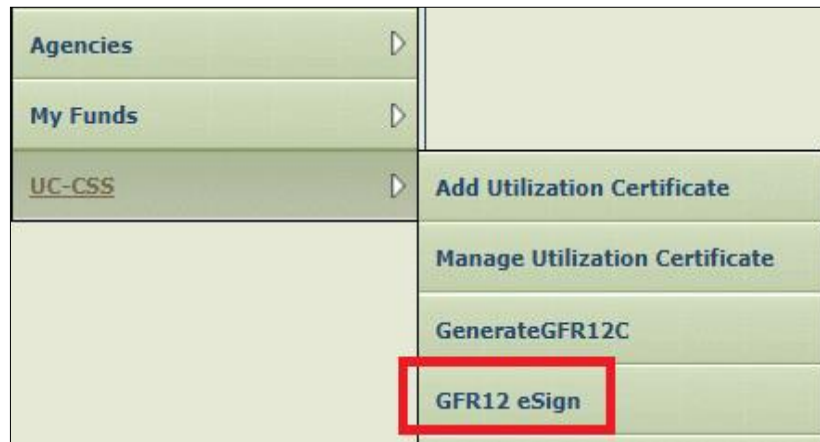 Agencies
My Funds
UC-CSS
Add Utilization Certificate
Manage Utilization Certificate
GenerateGFR12C
GFR12 eSign